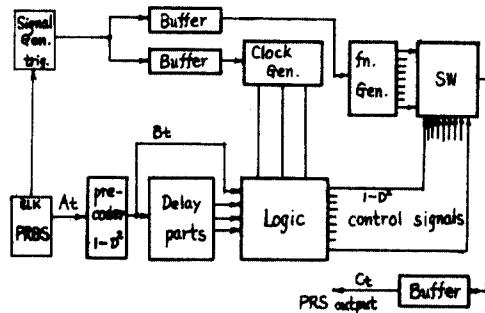 Signal
Gen.
trig.
Buffer
Buffer
Clock
Gen.
fn.
Gen.
SW
Bt
CLK
PRBS
At
pre-
coder
1-D²
Delay
parts
Logic
1-D²
control signals
Ct
PRS output
Buffer